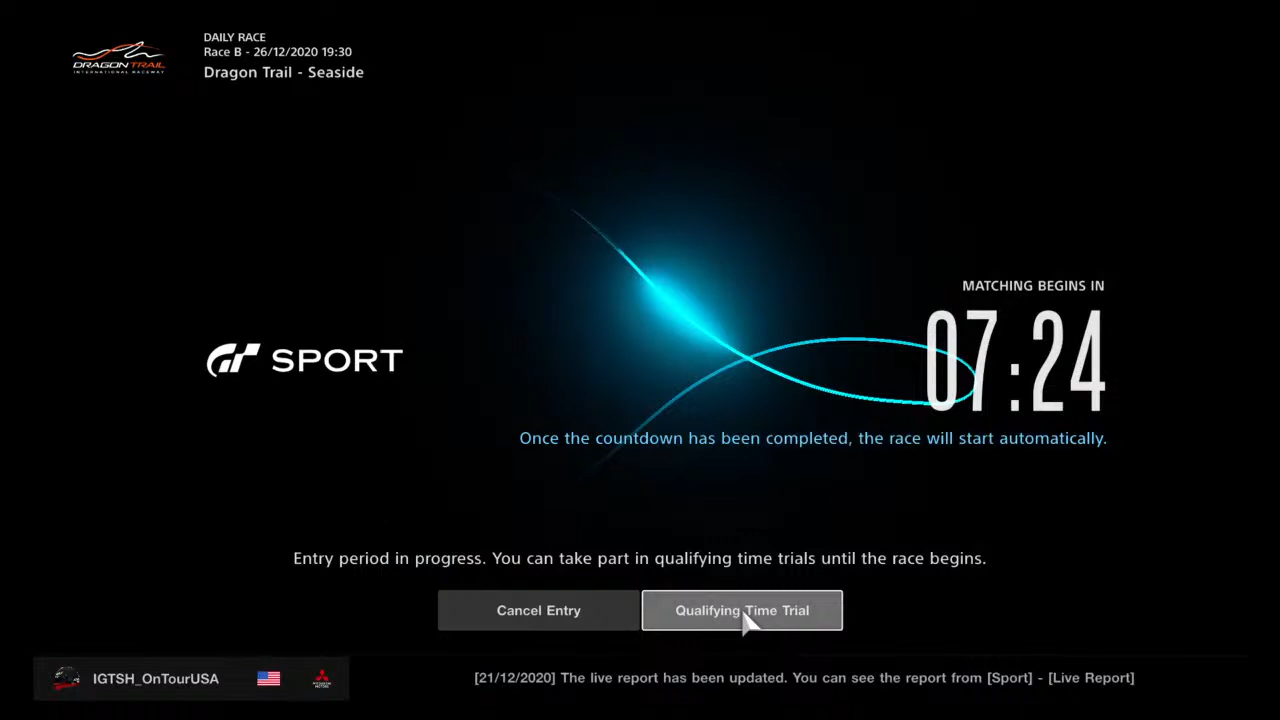 DRAGON TRAIL
INTERNATIONAL RACEWAY
DAILY RACE
Race B - 26/12/2020 19:30
Dragon Trail - Seaside
MATCHING BEGINS IN
07:24
GT SPORT
Once the countdown has been completed, the race will start automatically.
Entry period in progress. You can take part in qualifying time trials until the race begins.
Cancel Entry
Qualifying Time Trial
IGTSH_OnTourUSA
MITSUBISHI
MOTORS
[21/12/2020] The live report has been updated. You can see the report from [Sport] - [Live Report]